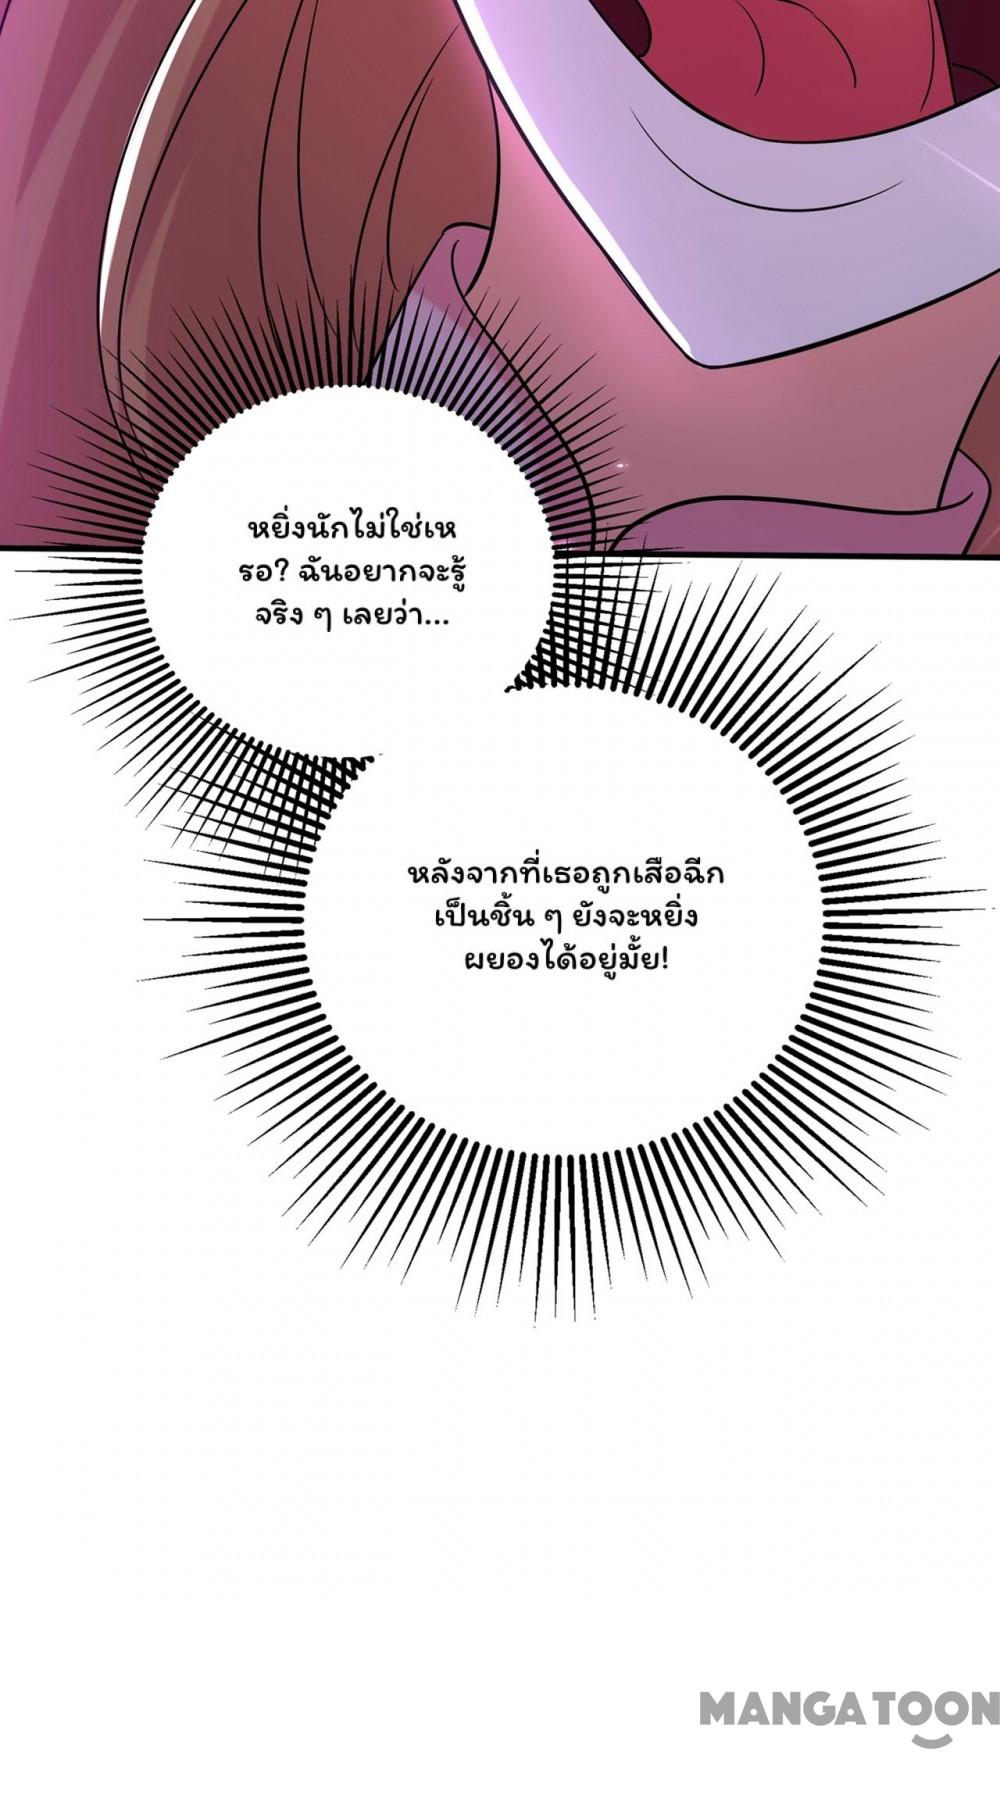 หยิ่งนักไม่ใช่เห
รอ? ฉันอยากจะรู้
จริง ๆ เลยว่า...
หลังจากที่เธอถูกเสือฉีก
เป็นชิ้น ๆ ยังจะหยิ่ง
ผยองได้อยู่มั้ย!
MANGATOON